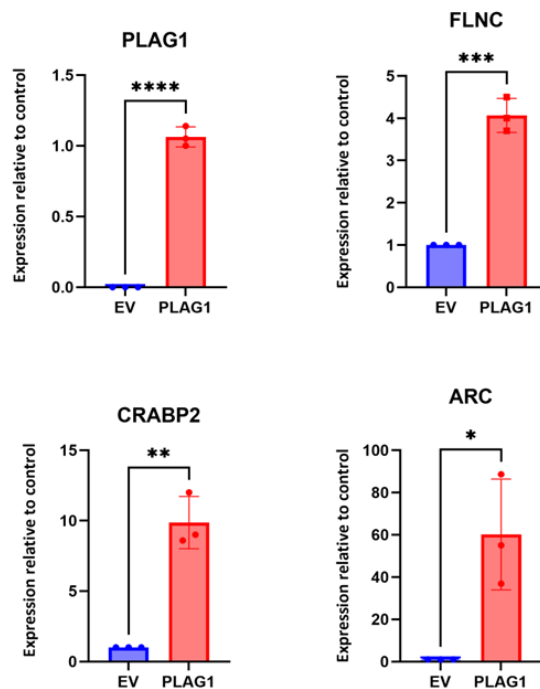 PLAG1
Expression relative to control
1.5
1.0
0.5
0.0
****
EV PLAG1
FLNC
Expression relative to control
5
4
3
2
1
0
***
EV PLAG1
CRABP2
Expression relative to control
15
10
5
0
**
EV PLAG1
ARC
Expression relative to control
100
80
60
40
20
0
*
EV PLAG1